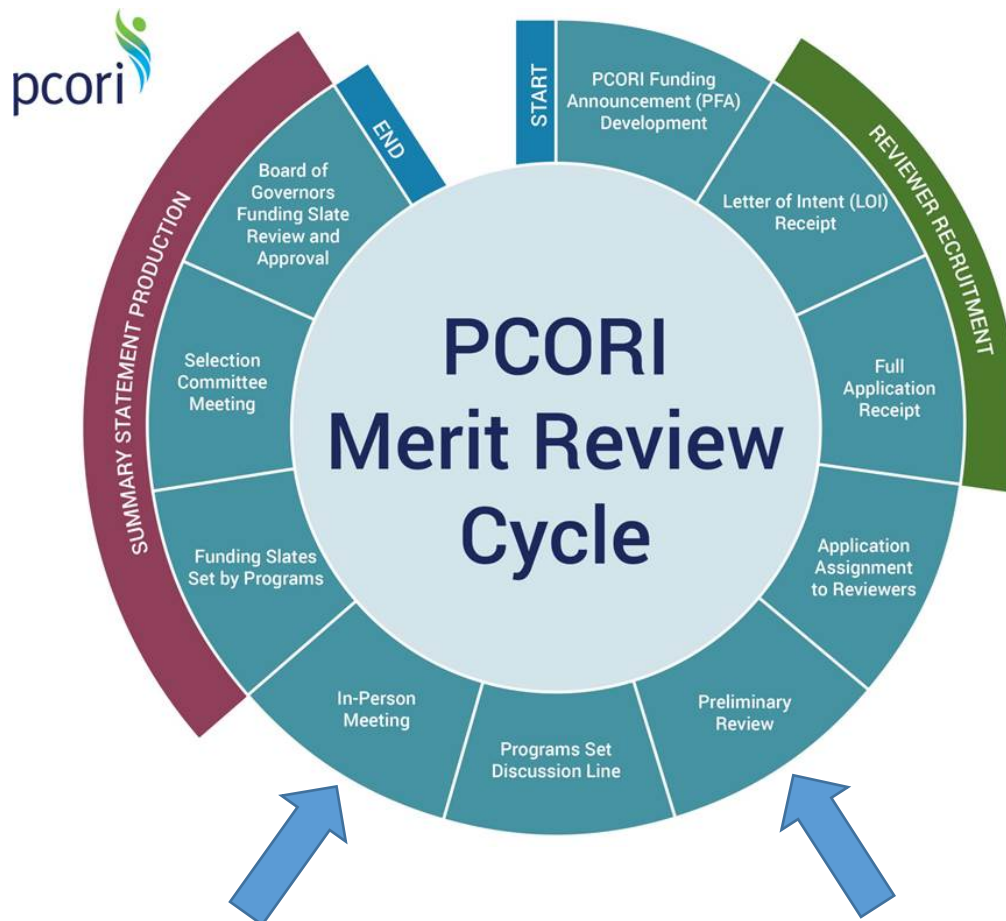 pcori
START
PCORI Funding
Announcement (PFA)
Development
Letter of Intent (LOI)
Receipt
REVIEWER RECRUITMENT
Full
Application
Receipt
Application
Assignment
to Reviewers
Preliminary
Review
Programs Set
Discussion Line
In-Person
Meeting
Funding Slates
Set by Programs
Selection
Committee
Meeting
Board of
Governors
Funding Slate
Review and
Approval
SUMMARY STATEMENT PRODUCTION
END
PCORI
Merit Review
Cycle